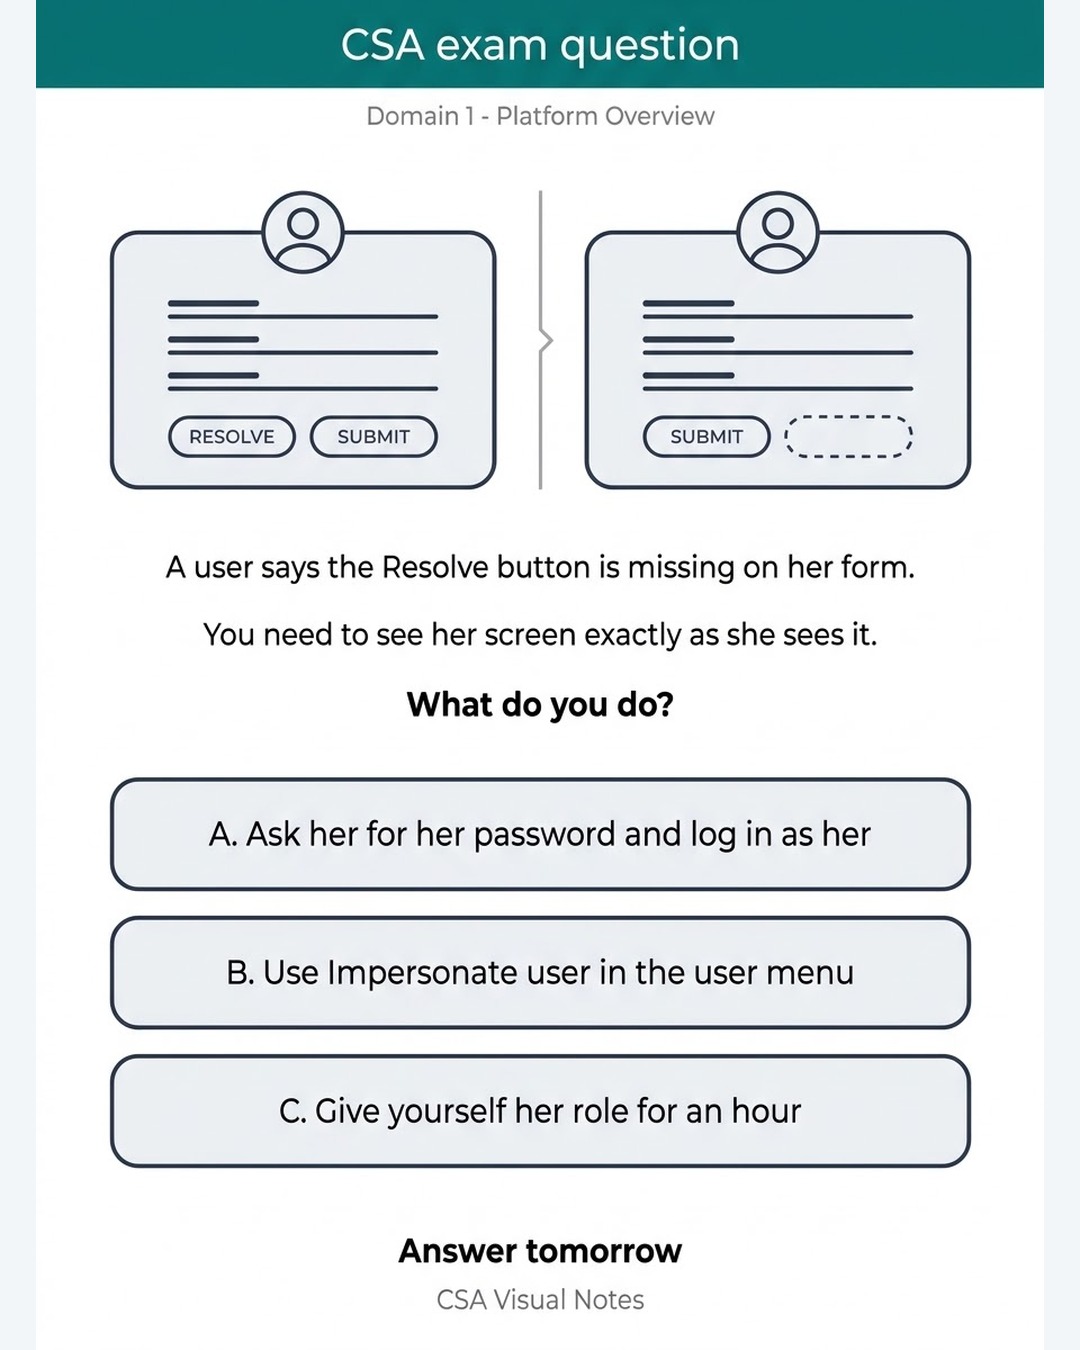 CSA exam question
Domain 1 - Platform Overview
RESOLVE
SUBMIT
SUBMIT
A user says the Resolve button is missing on her form.
You need to see her screen exactly as she sees it.
What do you do?
A. Ask her for her password and log in as her
B. Use Impersonate user in the user menu
C. Give yourself her role for an hour
Answer tomorrow
CSA Visual Notes